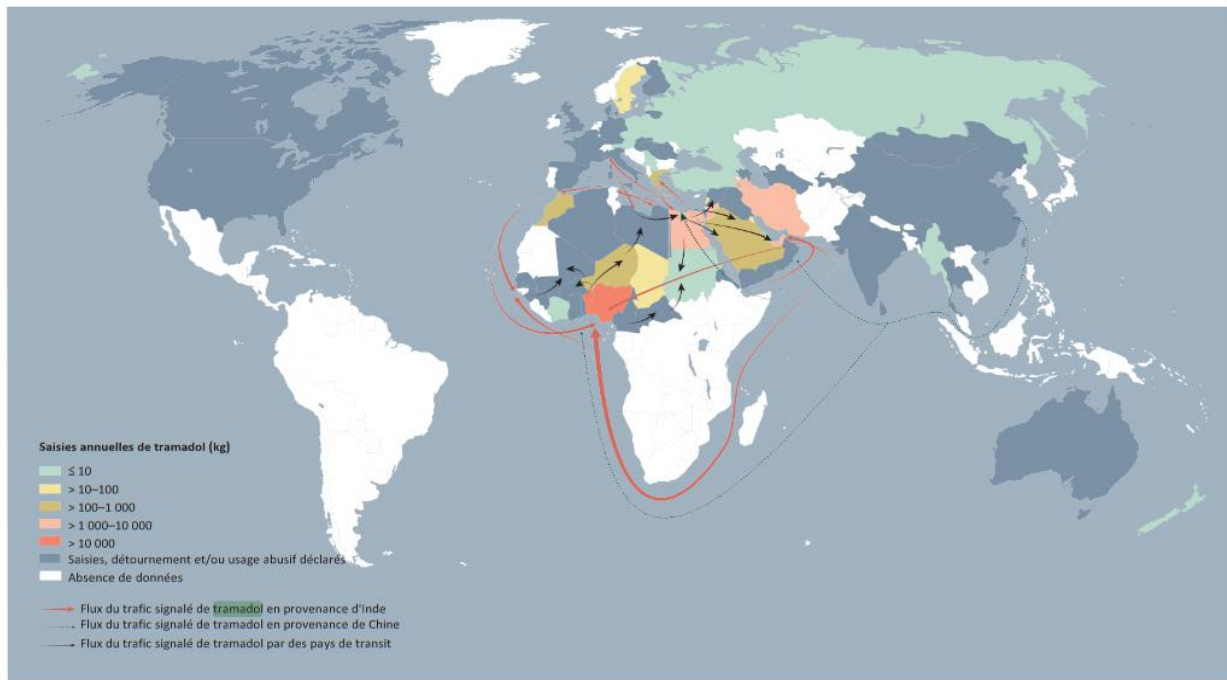 Saisies annuelles de tramadol (kg)
≤ 10
> 10–100
> 100–1 000
> 1 000–10 000
> 10 000
Saisies, détournement et/ou usage abusif déclarés
Absence de données
Flux du trafic signalé de tramadol en provenance d'Inde
Flux du trafic signalé de tramadol en provenance de Chine
Flux du trafic signalé de tramadol par des pays de transit